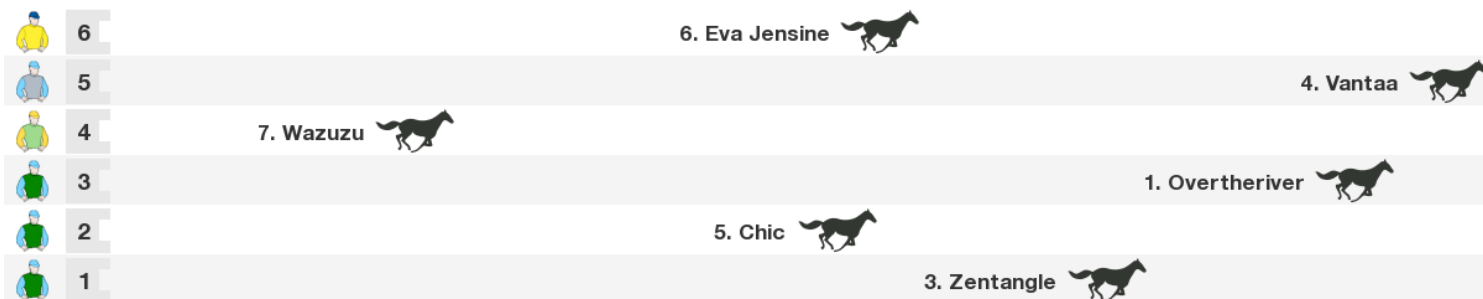 6 6. Eva Jensine
5 4. Vantaa
4 7. Wazuzu
3 1. Overtheriver
2 5. Chic
1 3. Zentangle